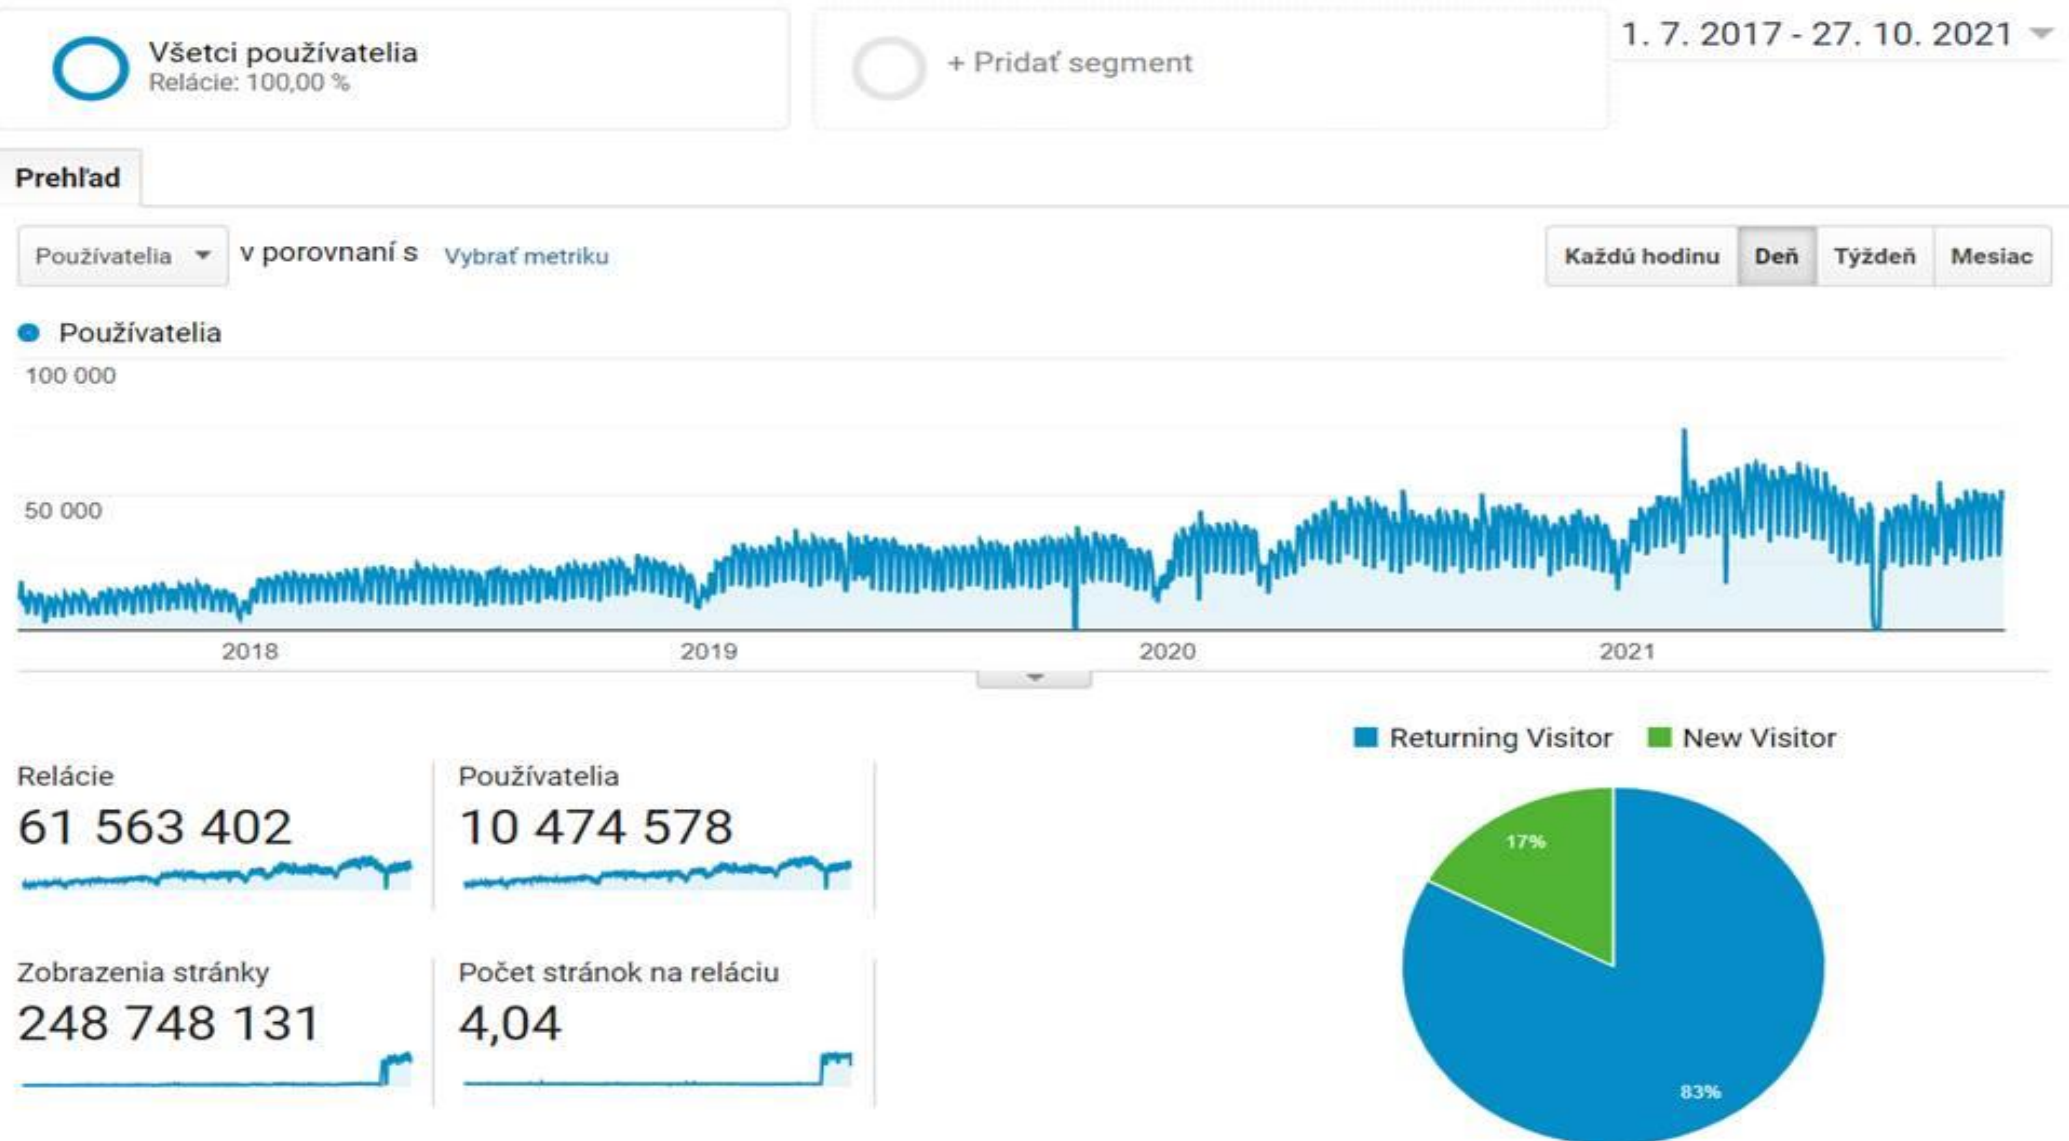 Všetci používatelia
Relácie: 100,00 %
+ Pridať segment
1. 7. 2017 - 27. 10. 2021
Prehľad
Používatelia v porovnaní s Vybrať metriku
Každú hodinu Deň Týždeň Mesiac
Používatelia
100 000
50 000
2018 2019 2020 2021
Returning Visitor New Visitor
Relácie
61 563 402
Používatelia
10 474 578
Zobrazenia stránky
248 748 131
Počet stránok na reláciu
4,04
17%
83%